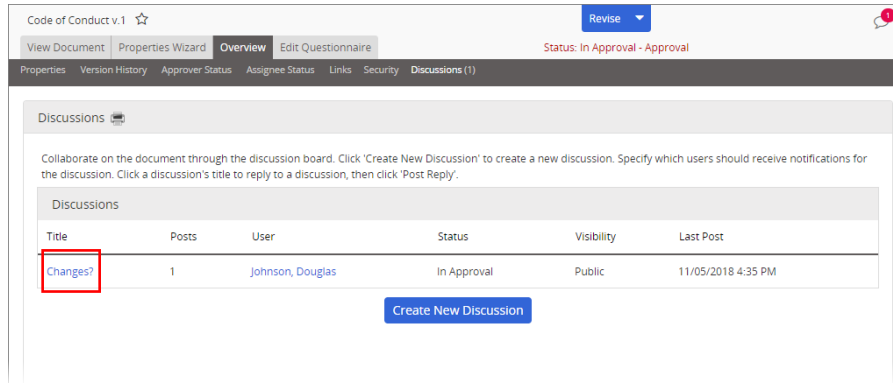 Code of Conduct v.1 Revise 1
View Document Properties Wizard Overview Edit Questionnaire Status: In Approval - Approval
Properties Version History Approver Status Assignee Status Links Security Discussions (1)
Discussions
Collaborate on the document through the discussion board. Click 'Create New Discussion' to create a new discussion. Specify which users should receive notifications for
the discussion. Click a discussion's title to reply to a discussion, then click 'Post Reply'.
Discussions
Title Posts User Status Visibility Last Post
Changes? 1 Johnson, Douglas In Approval Public 11/05/2018 4:35 PM
Create New Discussion